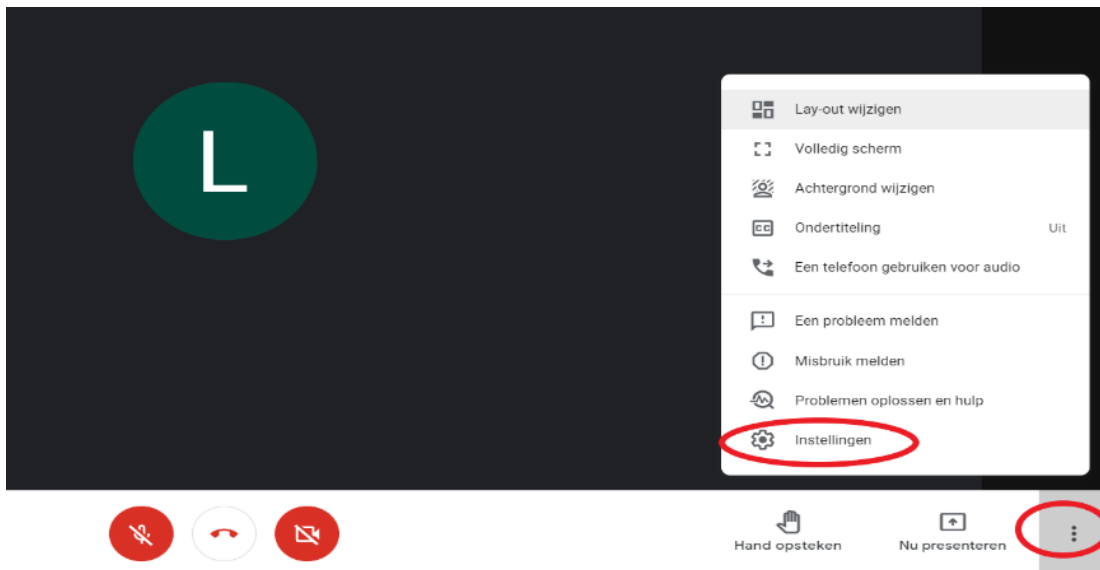 L
Lay-out wijzigen
Volledig scherm
Achtergrond wijzigen
CC Ondertiteling Uit
Een telefoon gebruiken voor audio
Een probleem melden
Misbruik melden
Problemen oplossen en hulp
Instellingen
Hand opsteken Nu presenteren